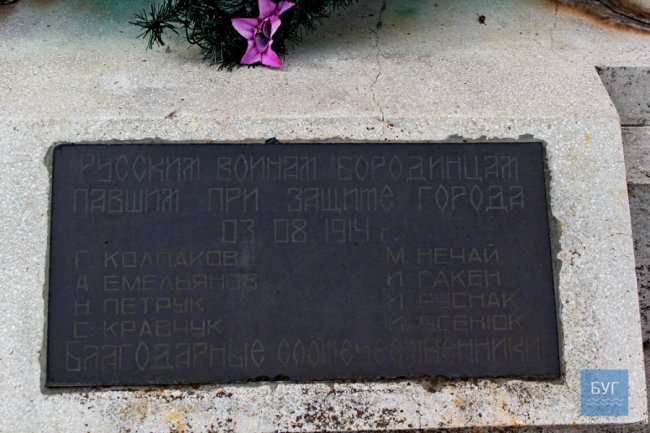 РУССКИМ ВОИНАМ БОРОДИНЦАМ
ПАВШИМ ПРИ ЗАЩИТЕ ГОРОДА
03.08.1914 г.
Г. КОЛПАКОВ М. НЕЧАЙ
А. ЕМЕЛЬЯНОВ И. ГАКЕН
Н. ПЕТРУК И. РУСНАК
С. КРАВЧУК И. ЯСЕНЮК
БЛАГОДАРНЫЕ СООТЕЧЕСТВЕННИКИ
БУГ